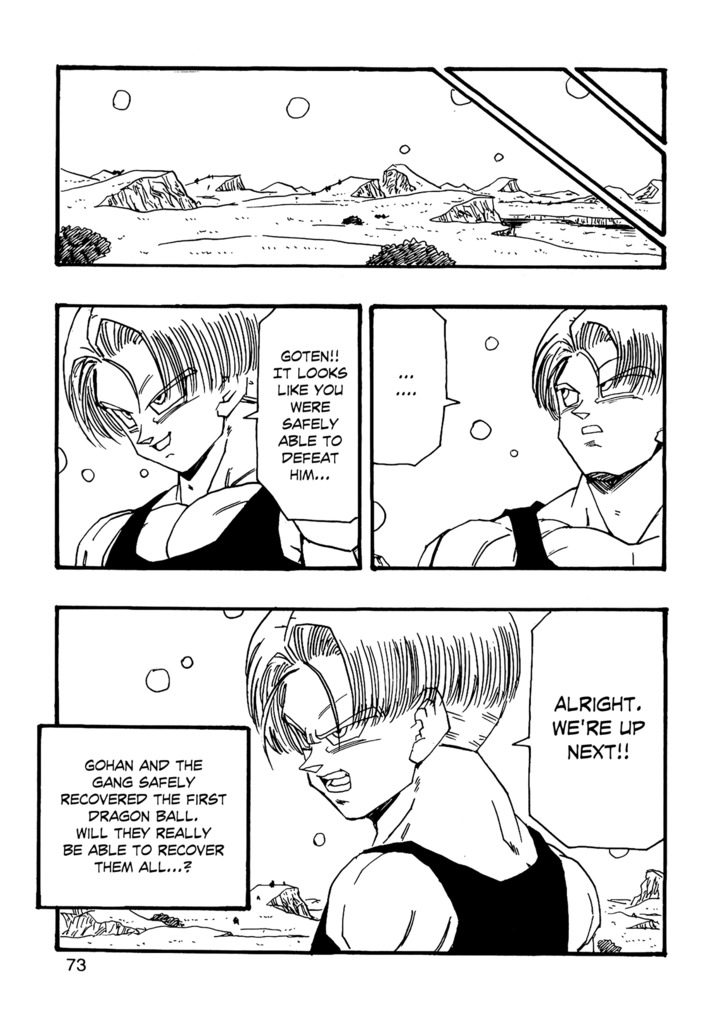 ...
....
GOTEN!!
IT LOOKS
LIKE YOU
WERE
SAFELY
ABLE TO
DEFEAT
HIM...
ALRIGHT.
WE'RE UP
NEXT!!
GOHAN AND THE
GANG SAFELY
RECOVERED THE FIRST
DRAGON BALL.
WILL THEY REALLY
BE ABLE TO RECOVER
THEM ALL...?
73